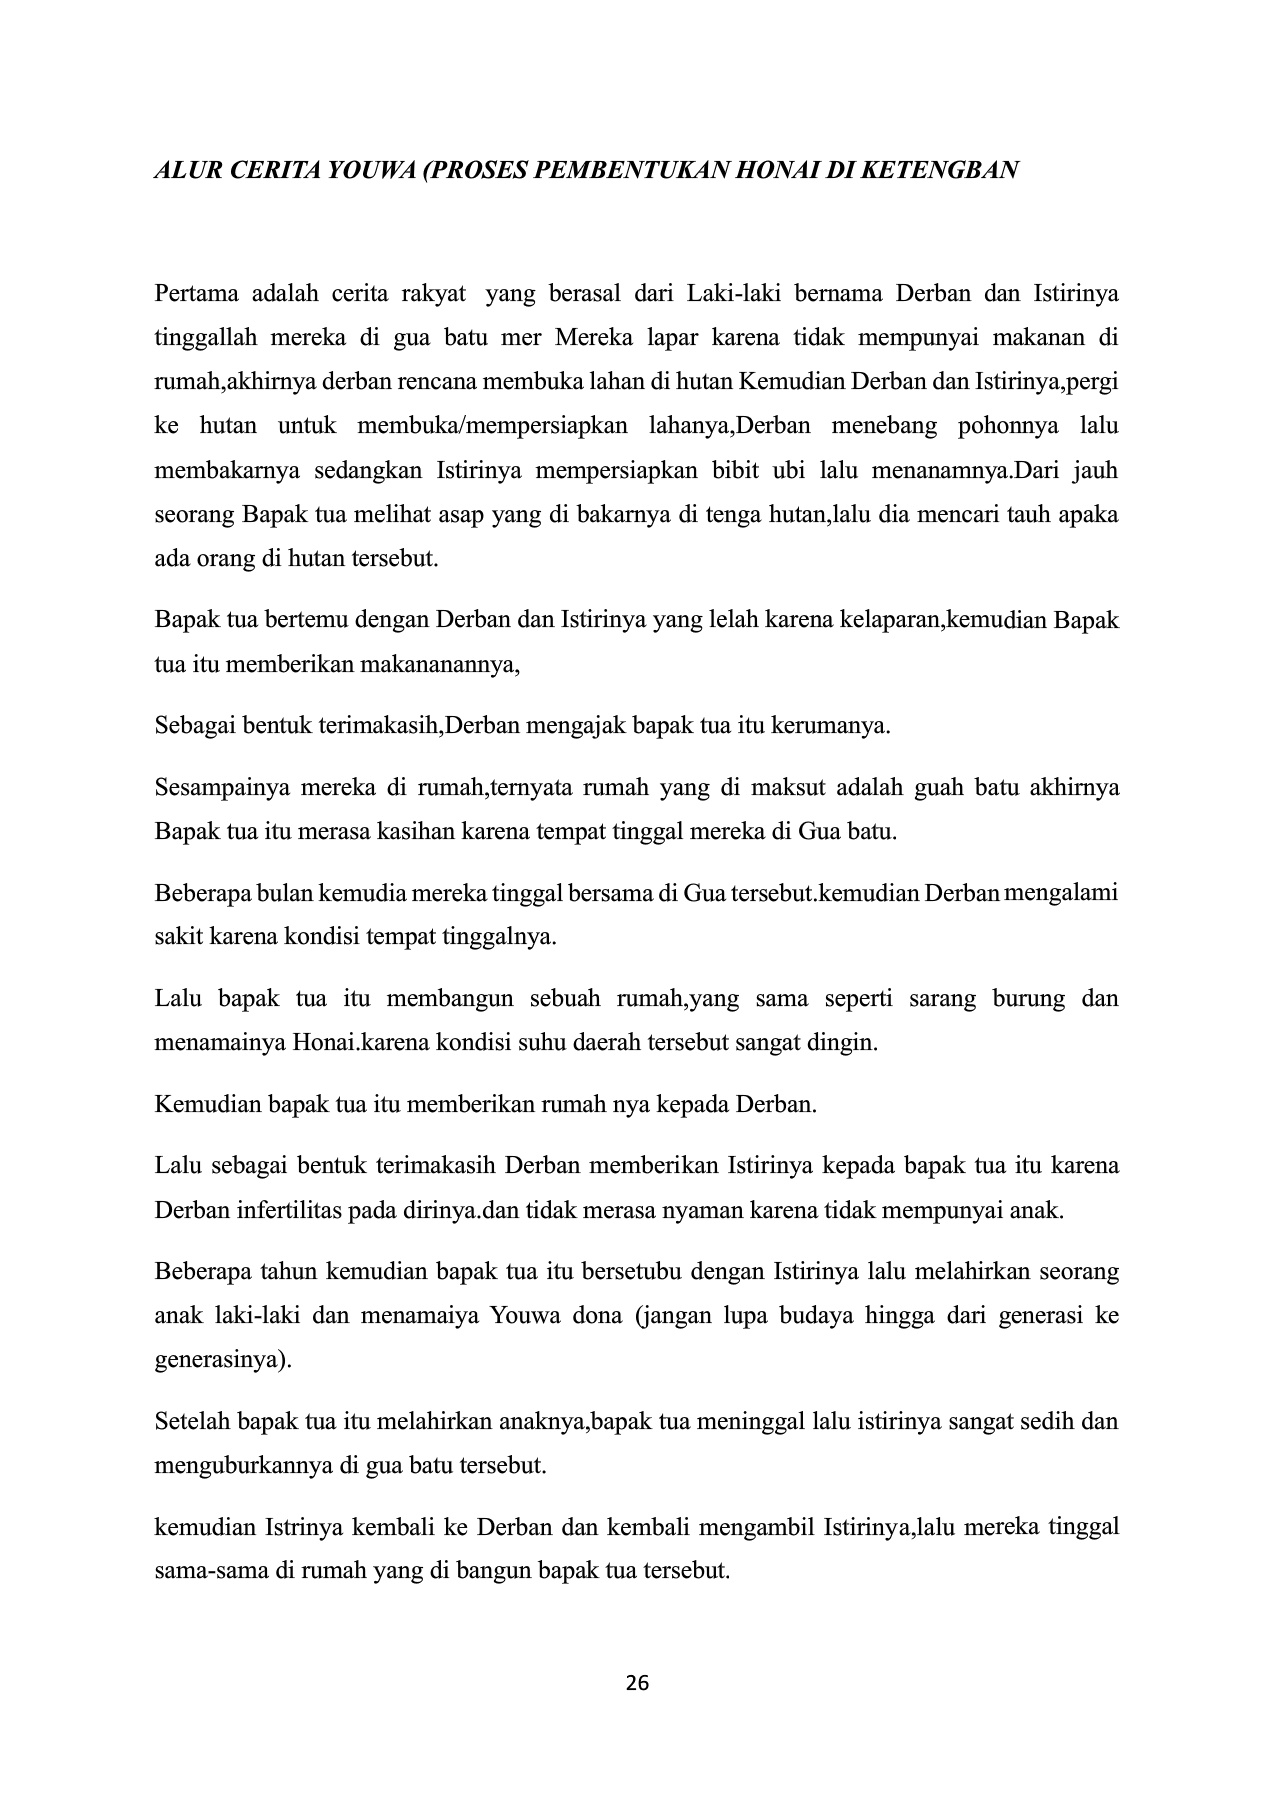 ALUR CERITA YOUWA (PROSES PEMBENTUKAN HONAI DI KETENGBAN
Pertama adalah cerita rakyat yang berasal dari Laki-laki bernama Derban dan Istirinya
tinggallah mereka di gua batu mer Mereka lapar karena tidak mempunyai makanan di
rumah,akhirnya derban rencana membuka lahan di hutan Kemudian Derban dan Istirinya,pergi
ke hutan untuk membuka/mempersiapkan lahanya,Derban menebang pohonnya lalu
membakarnya sedangkan Istirinya mempersiapkan bibit ubi lalu menanamnya.Dari jauh
seorang Bapak tua melihat asap yang di bakarnya di tenga hutan,lalu dia mencari tauh apaka
ada orang di hutan tersebut.
Bapak tua bertemu dengan Derban dan Istirinya yang lelah karena kelaparan,kemudian Bapak
tua itu memberikan makananannya,
Sebagai bentuk terimakasih,Derban mengajak bapak tua itu kerumanya.
Sesampainya mereka di rumah,ternyata rumah yang di maksut adalah guah batu akhirnya
Bapak tua itu merasa kasihan karena tempat tinggal mereka di Gua batu.
Beberapa bulan kemudia mereka tinggal bersama di Gua tersebut.kemudian Derban mengalami
sakit karena kondisi tempat tinggalnya.
Lalu bapak tua itu membangun sebuah rumah,yang sama seperti sarang burung dan
menamainya Honai.karena kondisi suhu daerah tersebut sangat dingin.
Kemudian bapak tua itu memberikan rumah nya kepada Derban.
Lalu sebagai bentuk terimakasih Derban memberikan Istirinya kepada bapak tua itu karena
Derban infertilitas pada dirinya.dan tidak merasa nyaman karena tidak mempunyai anak.
Beberapa tahun kemudian bapak tua itu bersetubu dengan Istirinya lalu melahirkan seorang
anak laki-laki dan menamaiya Youwa dona (jangan lupa budaya hingga dari generasi ke
generasinya).
Setelah bapak tua itu melahirkan anaknya,bapak tua meninggal lalu istirinya sangat sedih dan
menguburkannya di gua batu tersebut.
kemudian Istrinya kembali ke Derban dan kembali mengambil Istirinya,lalu mereka tinggal
sama-sama di rumah yang di bangun bapak tua tersebut.
26